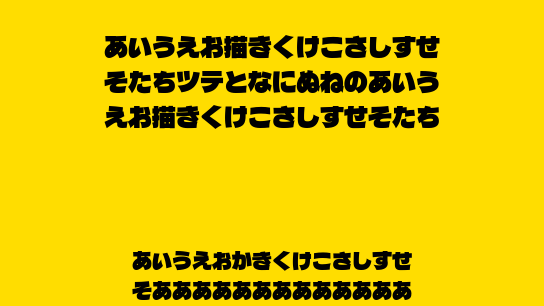 あいうえお描きくけこさしすせ
そたちツテとなにぬねのあいう
えお描きくけこさしすせそたち
あいうえおかきくけこさしすせ
そあああああああああああああ